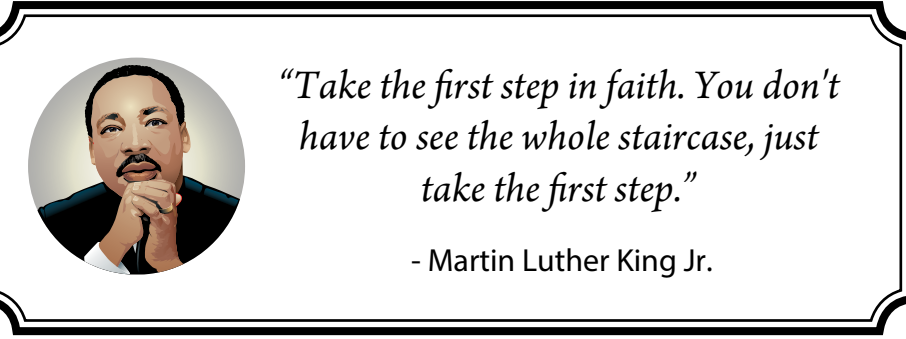 “Take the first step in faith. You don't
have to see the whole staircase, just
take the first step.”
- Martin Luther King Jr.